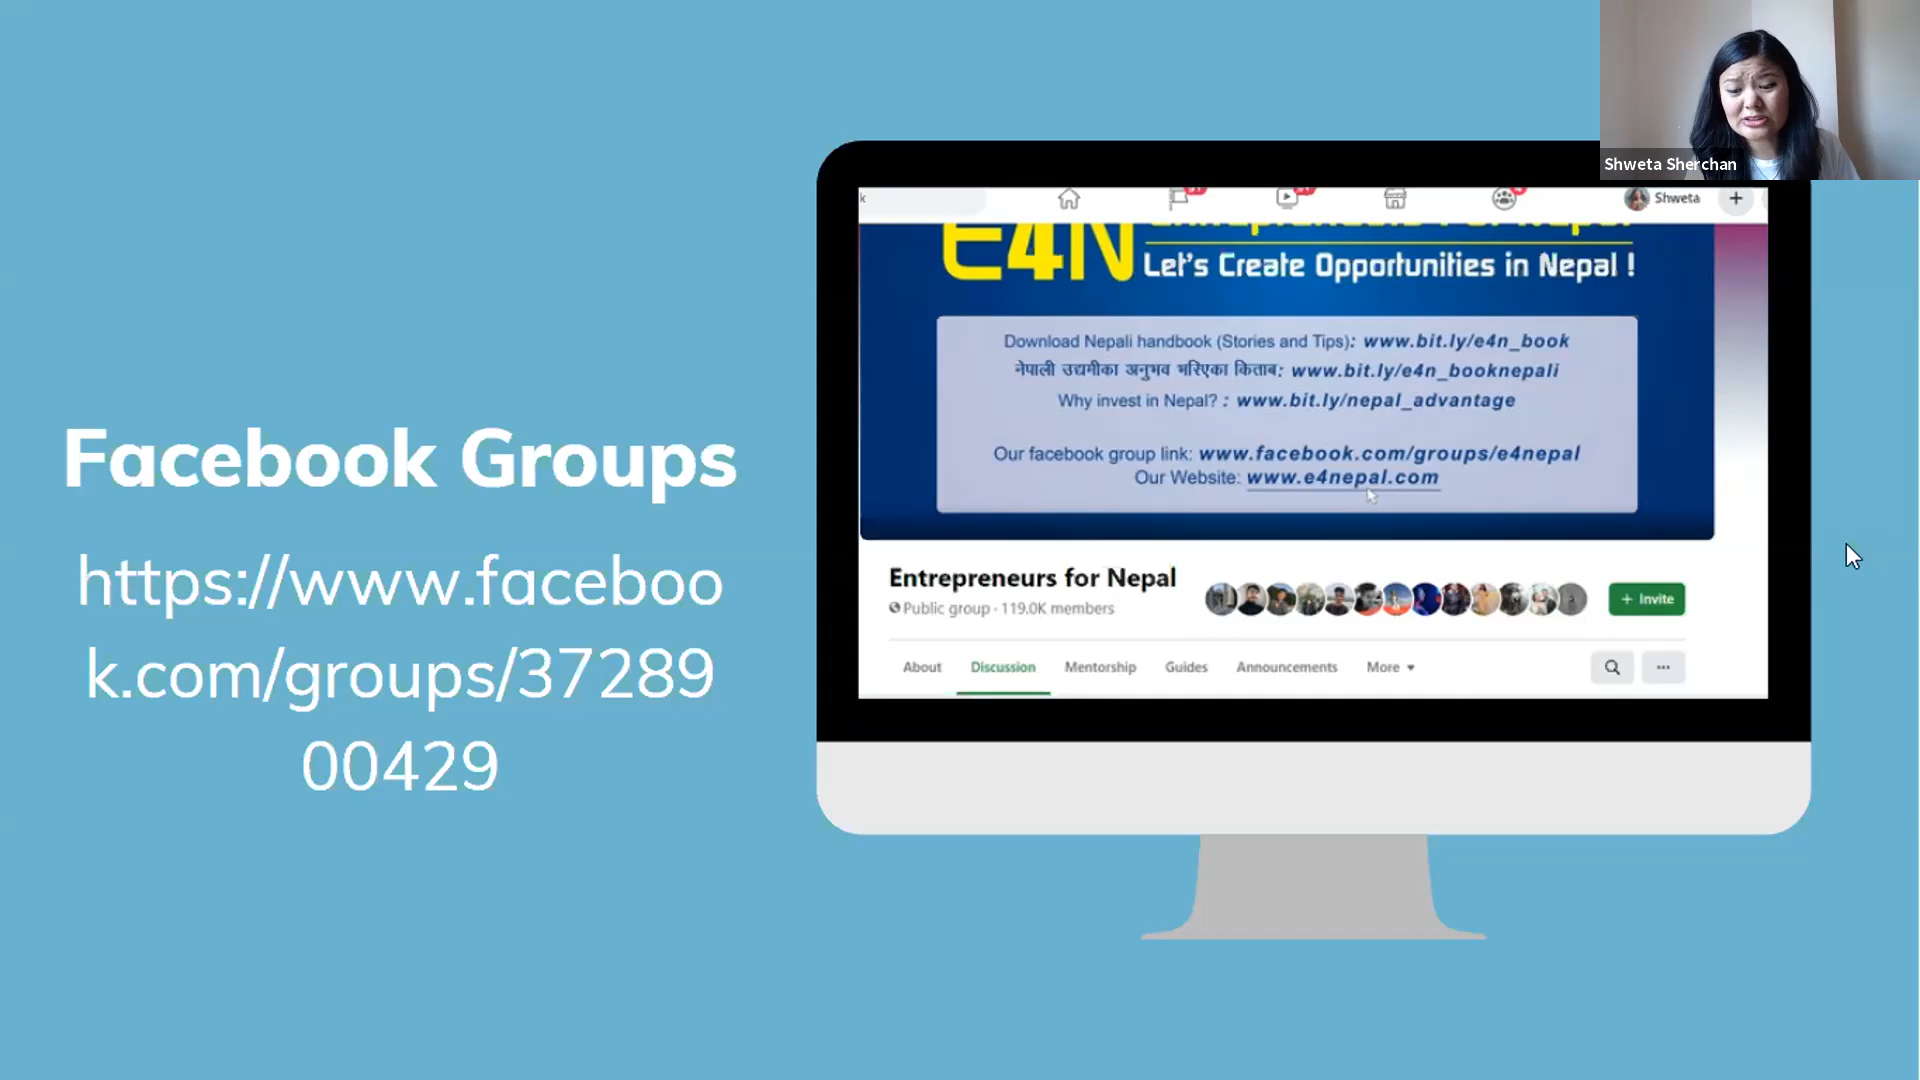 Shweta Sherchan
Facebook Groups
https://www.faceboo
k.com/groups/37289
00429
k
Shweta
E4N Entrepreneurs For Nepal
Let's Create Opportunities in Nepal !
Download Nepali handbook (Stories and Tips): www.bit.ly/e4n_book
नेपाली उद्यमीका अनुभव भरिएका किताब: www.bit.ly/e4n_booknepali
Why invest in Nepal? : www.bit.ly/nepal_advantage
Our facebook group link: www.facebook.com/groups/e4nepal
Our Website: www.e4nepal.com
Entrepreneurs for Nepal
Public group · 119.0K members
+ Invite
About Discussion Mentorship Guides Announcements More